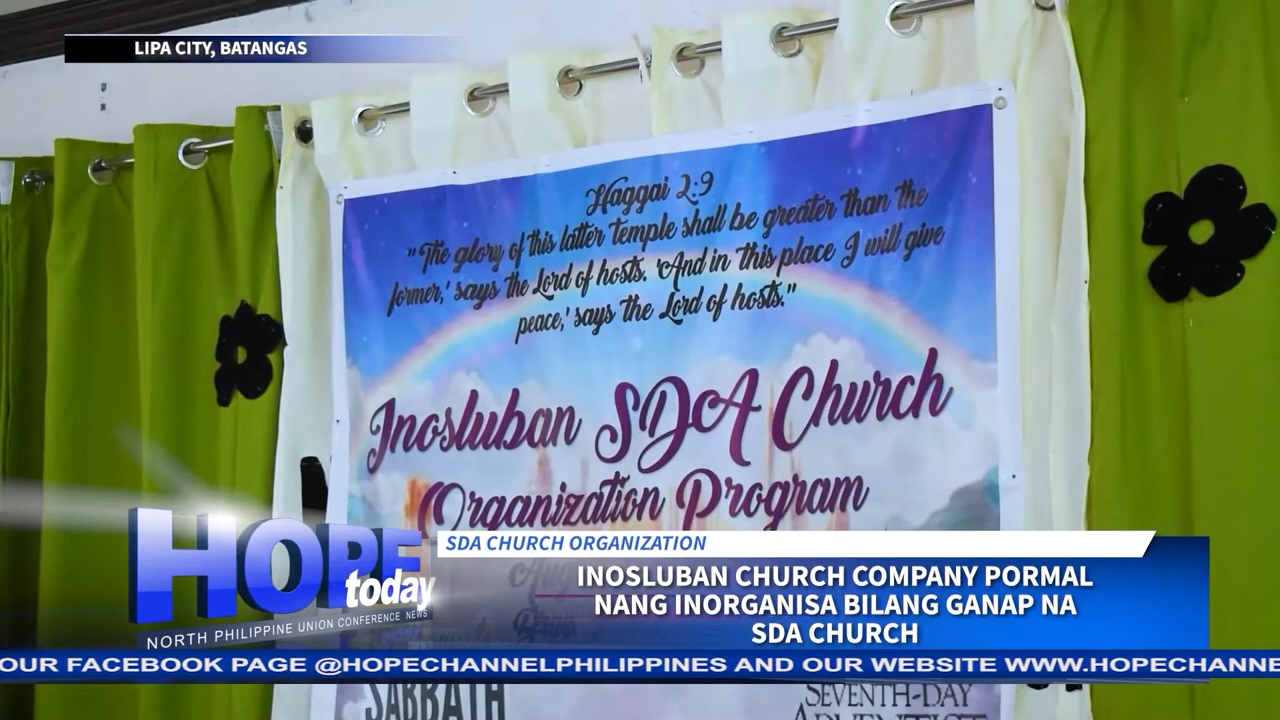 LIPA CITY, BATANGAS
Haggai 2:9
"The glory of this latter temple shall be greater than the
former,' says the Lord of hosts. 'And in this place I will give
peace,' says the Lord of hosts."
Inosluban SDA Church
Organization Program
SDA CHURCH ORGANIZATION
INOSLUBAN CHURCH COMPANY PORMAL
NANG INORGANISA BILANG GANAP NA
SDA CHURCH
HOPE
today
NORTH PHILIPPINE UNION CONFERENCE NEWS
OUR FACEBOOK PAGE @HOPECHANNELPHILIPPINES AND OUR WEBSITE WWW.HOPECHANNE
SABBATH
SEVENTH-DAY
ADVENTIST